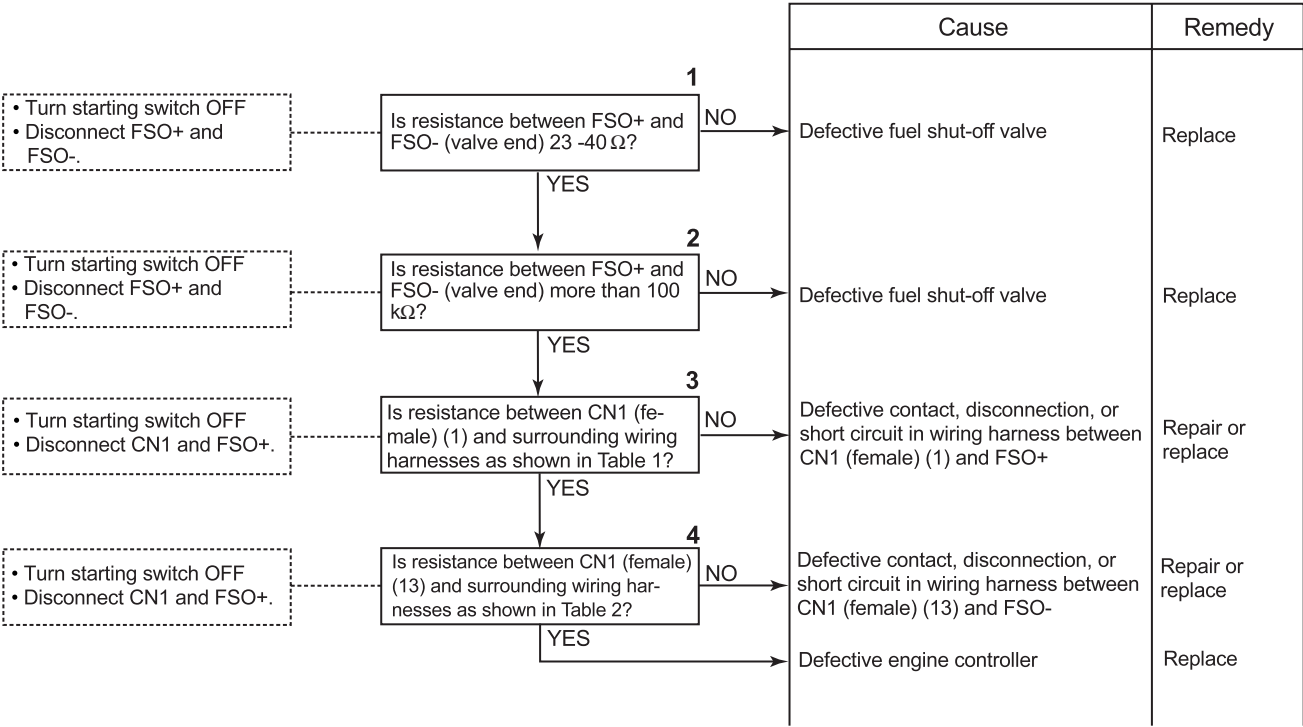 Cause
Remedy
1
• Turn starting switch OFF
• Disconnect FSO+ and
FSO-.
Is resistance between FSO+ and
FSO- (valve end) 23 -40 Ω?
NO
Defective fuel shut-off valve
Replace
YES
2
• Turn starting switch OFF
• Disconnect FSO+ and
FSO-.
Is resistance between FSO+ and
FSO- (valve end) more than 100
kΩ?
NO
Defective fuel shut-off valve
Replace
YES
3
• Turn starting switch OFF
• Disconnect CN1 and FSO+.
Is resistance between CN1 (fe-
male) (1) and surrounding wiring
harnesses as shown in Table 1?
NO
Defective contact, disconnection, or
short circuit in wiring harness between
CN1 (female) (1) and FSO+
Repair or
replace
YES
4
• Turn starting switch OFF
• Disconnect CN1 and FSO+.
Is resistance between CN1 (female)
(13) and surrounding wiring har-
nesses as shown in Table 2?
NO
Defective contact, disconnection, or
short circuit in wiring harness between
CN1 (female) (13) and FSO-
Repair or
replace
YES
Defective engine controller
Replace